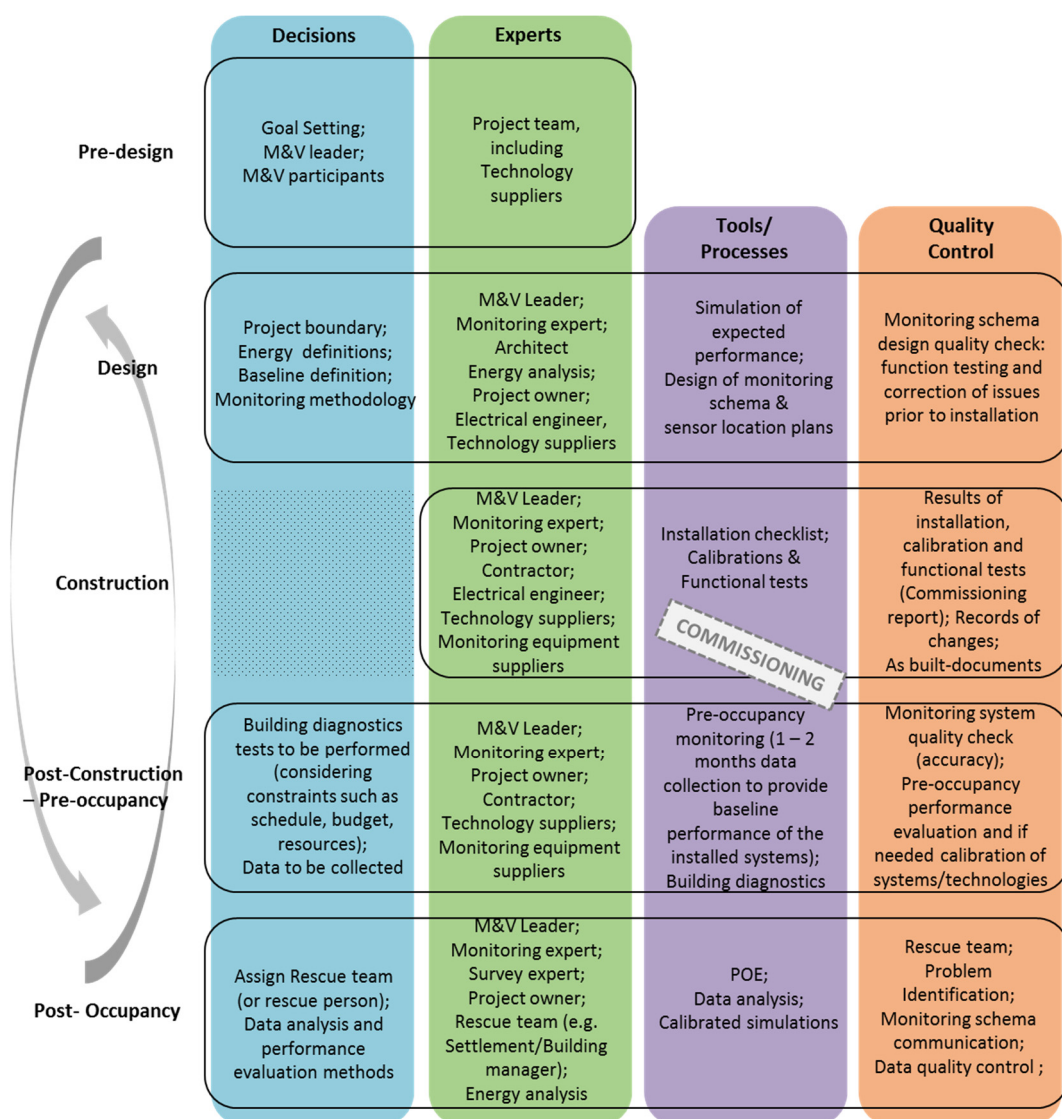 Decisions
Experts
Pre-design
Goal Setting;
M&V leader;
M&V participants
Project team,
including
Technology
suppliers
Tools/
Processes
Quality
Control
Design
Project boundary;
Energy definitions;
Baseline definition;
Monitoring methodology
M&V Leader;
Monitoring expert;
Architect
Energy analysis;
Project owner;
Electrical engineer,
Technology suppliers
Simulation of
expected
performance;
Design of monitoring
schema &
sensor location plans
Monitoring schema
design quality check:
function testing and
correction of issues
prior to installation
Construction
M&V Leader;
Monitoring expert;
Project owner;
Contractor;
Electrical engineer;
Technology suppliers;
Monitoring equipment
suppliers
Installation checklist;
Calibrations &
Functional tests
Results of
installation,
calibration and
functional tests
(Commissioning
report); Records of
changes;
As built-documents
COMMISSIONING
Post-Construction
– Pre-occupancy
Building diagnostics
tests to be performed
(considering
constraints such as
schedule, budget,
resources);
Data to be collected
M&V Leader;
Monitoring expert;
Project owner;
Contractor;
Technology suppliers;
Monitoring equipment
suppliers
Pre-occupancy
monitoring (1 – 2
months data
collection to provide
baseline
performance of the
installed systems);
Building diagnostics
Monitoring system
quality check
(accuracy);
Pre-occupancy
performance
evaluation and if
needed calibration of
systems/technologies
Post- Occupancy
Assign Rescue team
(or rescue person);
Data analysis and
performance
evaluation methods
M&V Leader;
Monitoring expert;
Survey expert;
Project owner;
Rescue team (e.g.
Settlement/Building
manager);
Energy analysis
POE;
Data analysis;
Calibrated simulations
Rescue team;
Problem
Identification;
Monitoring schema
communication;
Data quality control ;